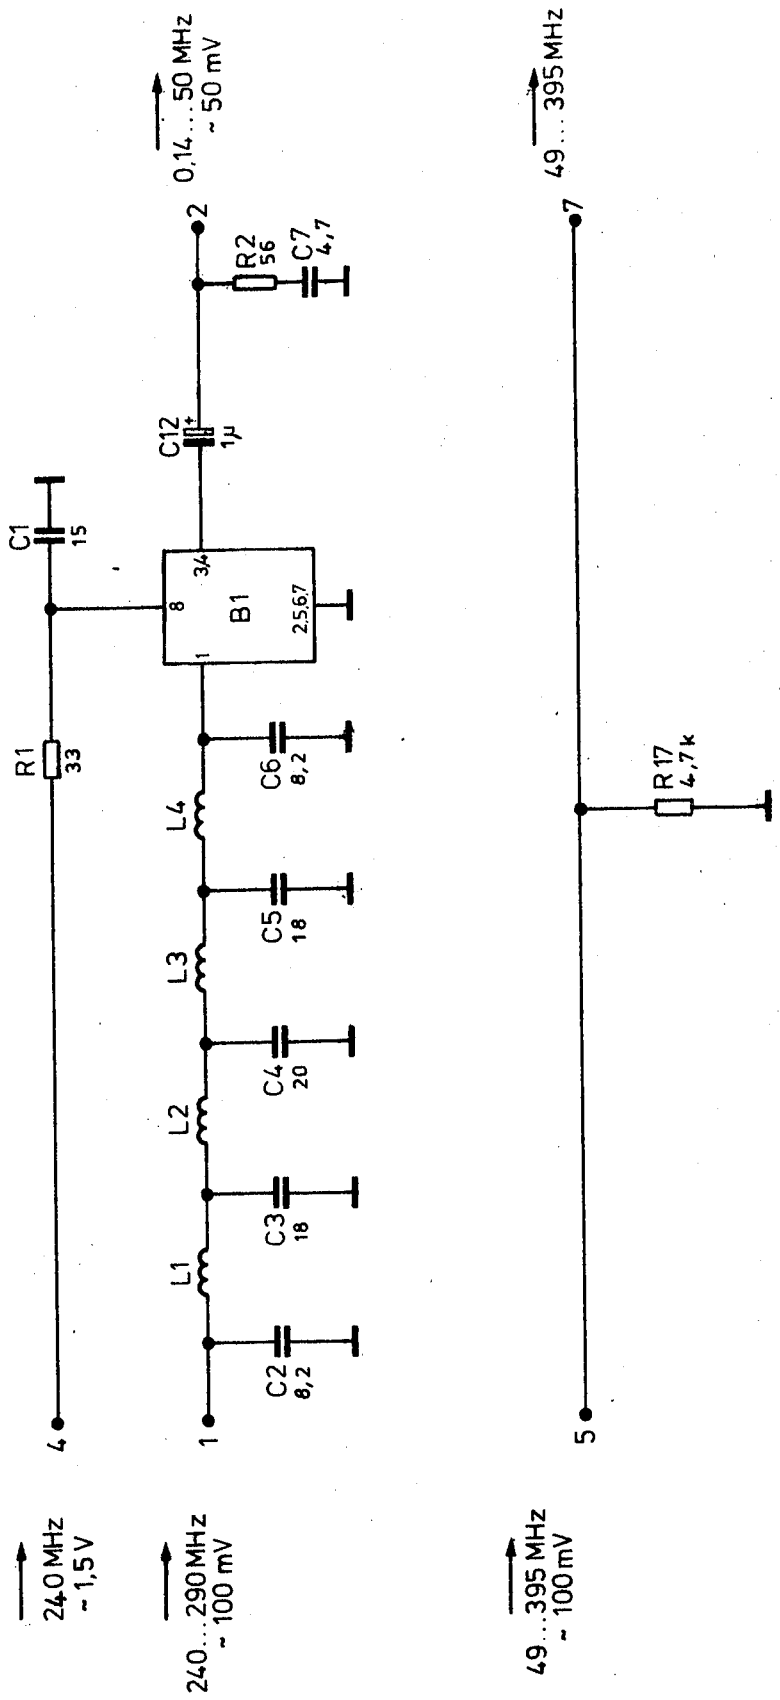 240 MHz
~ 1,5 V
4
R1
33
C1
15
240...290 MHz
~ 100 mV
1
C2
8,2
L1
C3
18
L2
C4
20
L3
C5
18
L4
C6
8,2
1
8
B1
3,4
2,5,6,7
C12
+
1µ
2
R2
56
C7
4,7
0,14...50 MHz
~ 50 mV
49...395 MHz
~ 100 mV
5
R17
4,7k
7
49...395 MHz